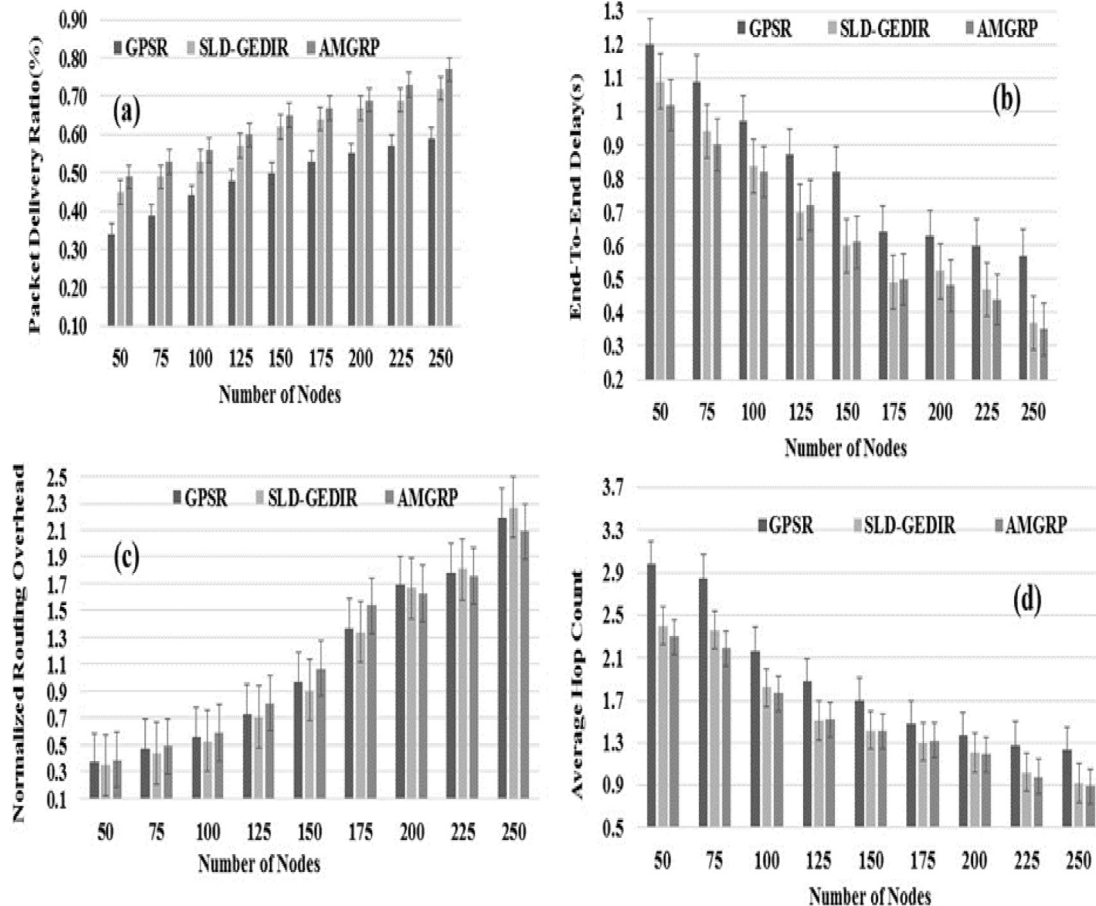 0.90
0.80
0.70
0.60
0.50
0.40
0.30
0.20
0.10
Packet Delivery Ratio(%)
GPSR SLD-GEDIR AMGRP
(a)
50 75 100 125 150 175 200 225 250
Number of Nodes
1.3
1.2
1.1
1
0.9
0.8
0.7
0.6
0.5
0.4
0.3
0.2
End-To-End Delay(s)
GPSR SLD-GEDIR AMGRP
(b)
50 75 100 125 150 175 200 225 250
Number of Nodes
2.5
2.3
2.1
1.9
1.7
1.5
1.3
1.1
0.9
0.7
0.5
0.3
0.1
Normalized Routing Overhead
GPSR SLD-GEDIR AMGRP
(c)
50 75 100 125 150 175 200 225 250
Number of Nodes
3.7
3.3
2.9
2.5
2.1
1.7
1.3
0.9
0.5
Average Hop Count
GPSR SLD-GEDIR AMGRP
(d)
50 75 100 125 150 175 200 225 250
Number of Nodes